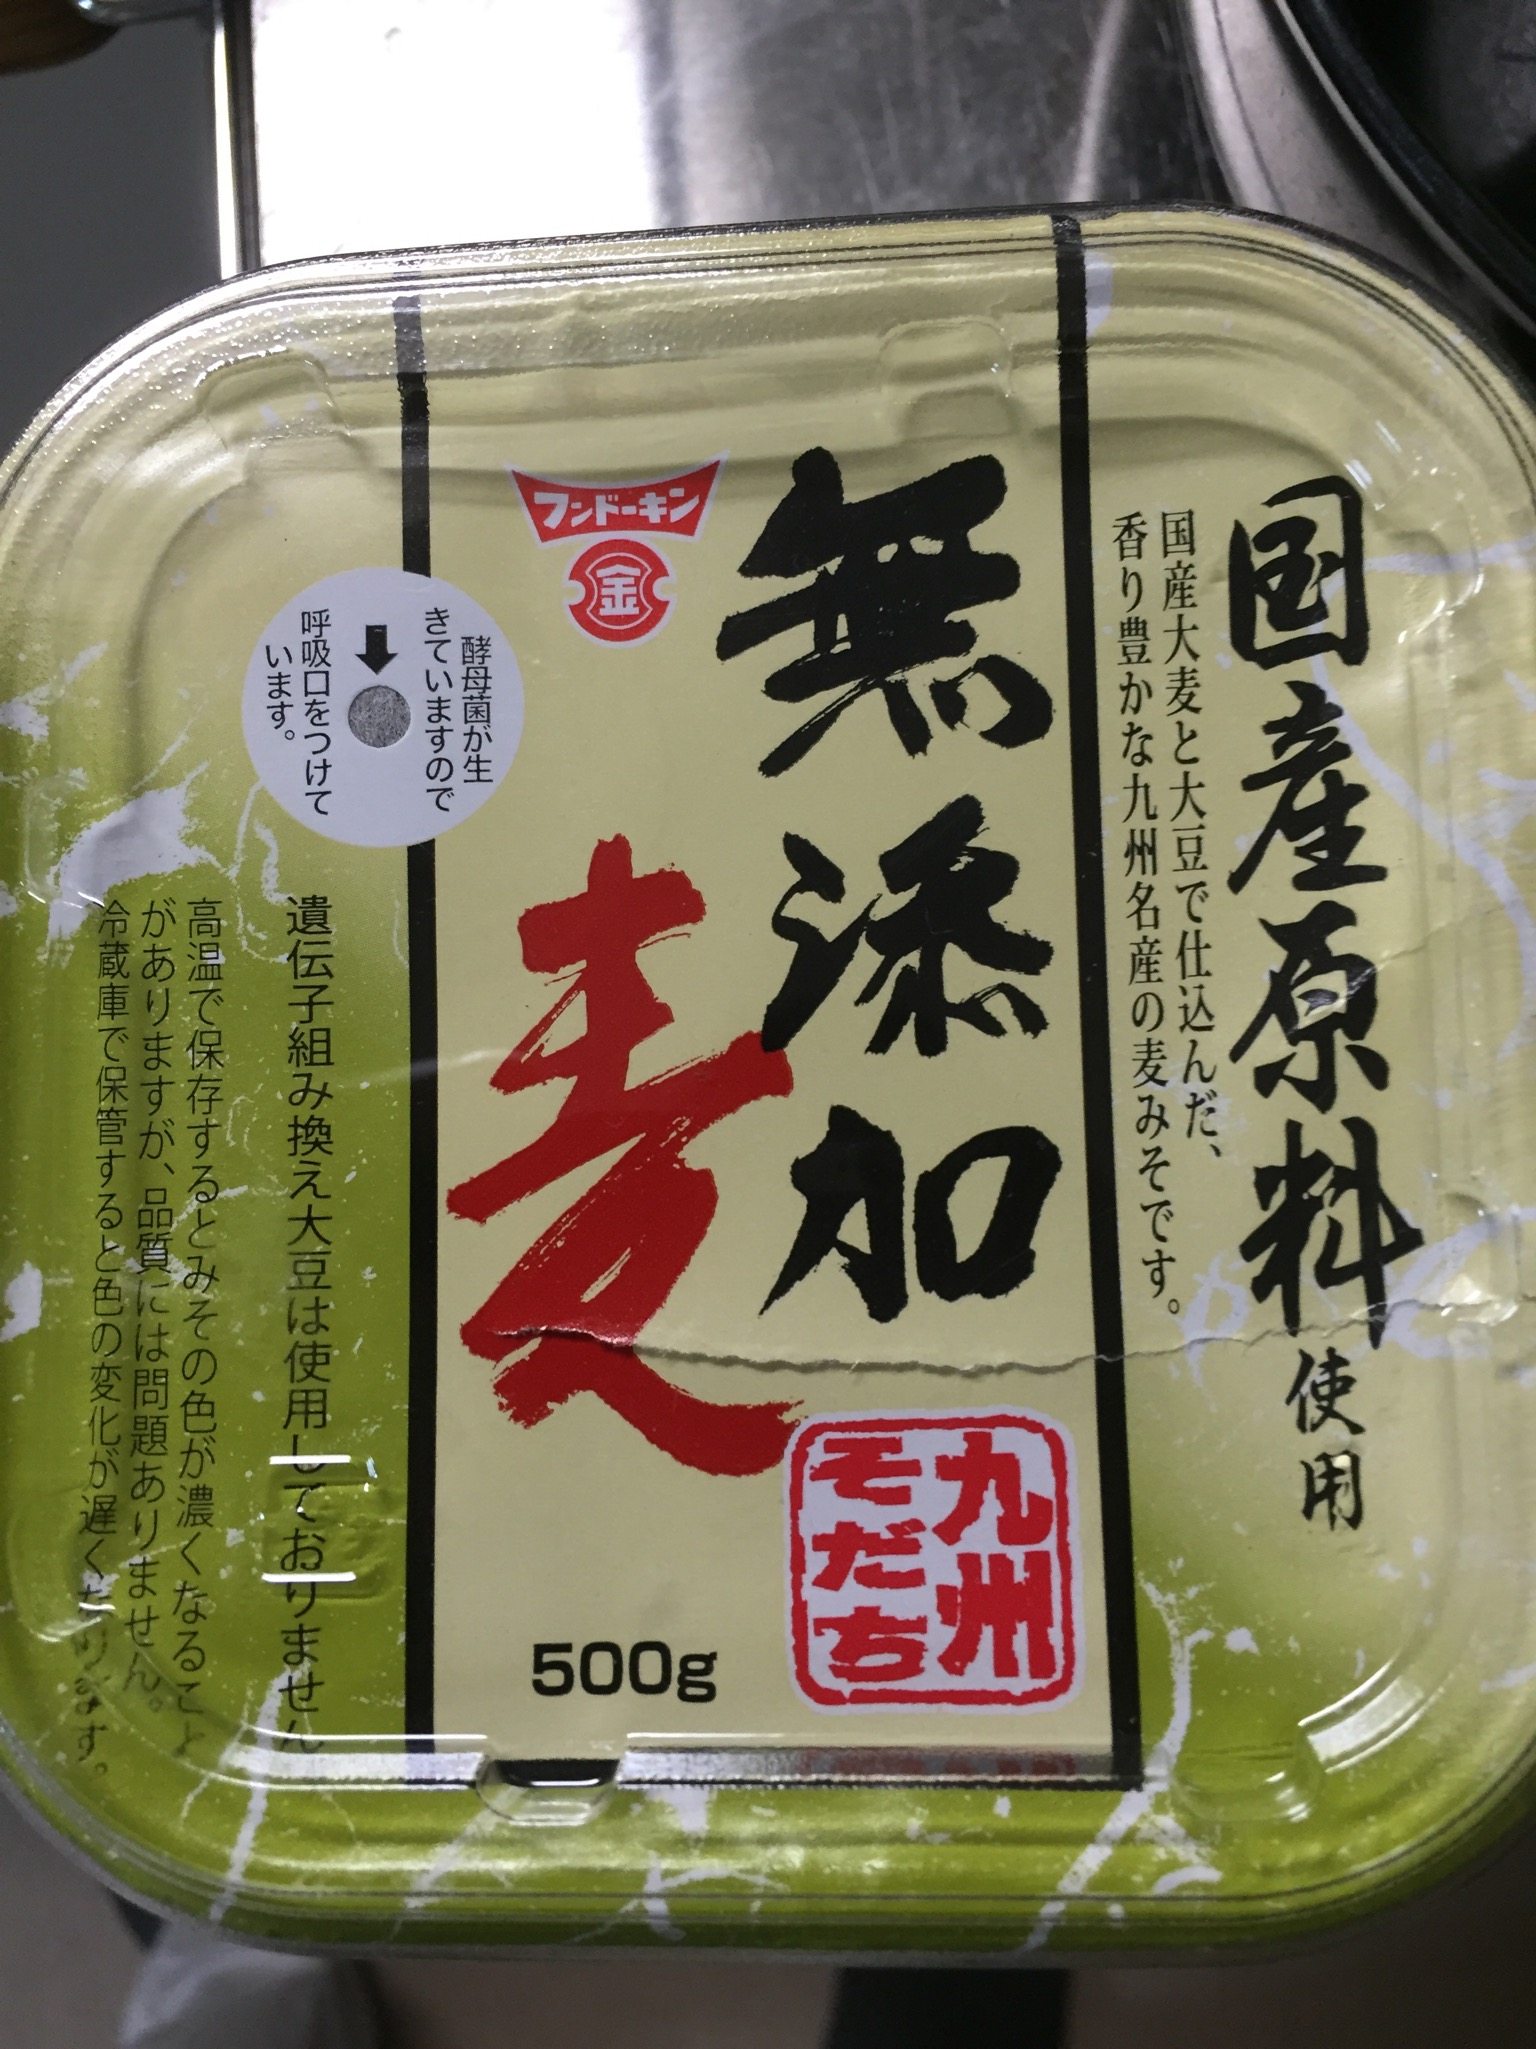 国産原料使用
国産大麦と大豆で仕込んだ、
香り豊かな九州名産の麦みそです。
無添加
フンドーキン
金
麦
九州
そだち
500g
酵母菌が生
きていますので
呼吸口をつけて
います。
遺伝子組み換え大豆は使用しておりません
高温で保存するとみその色が濃くなること
がありますが、品質には問題ありません。
冷蔵庫で保管すると色の変化が遅くなります。